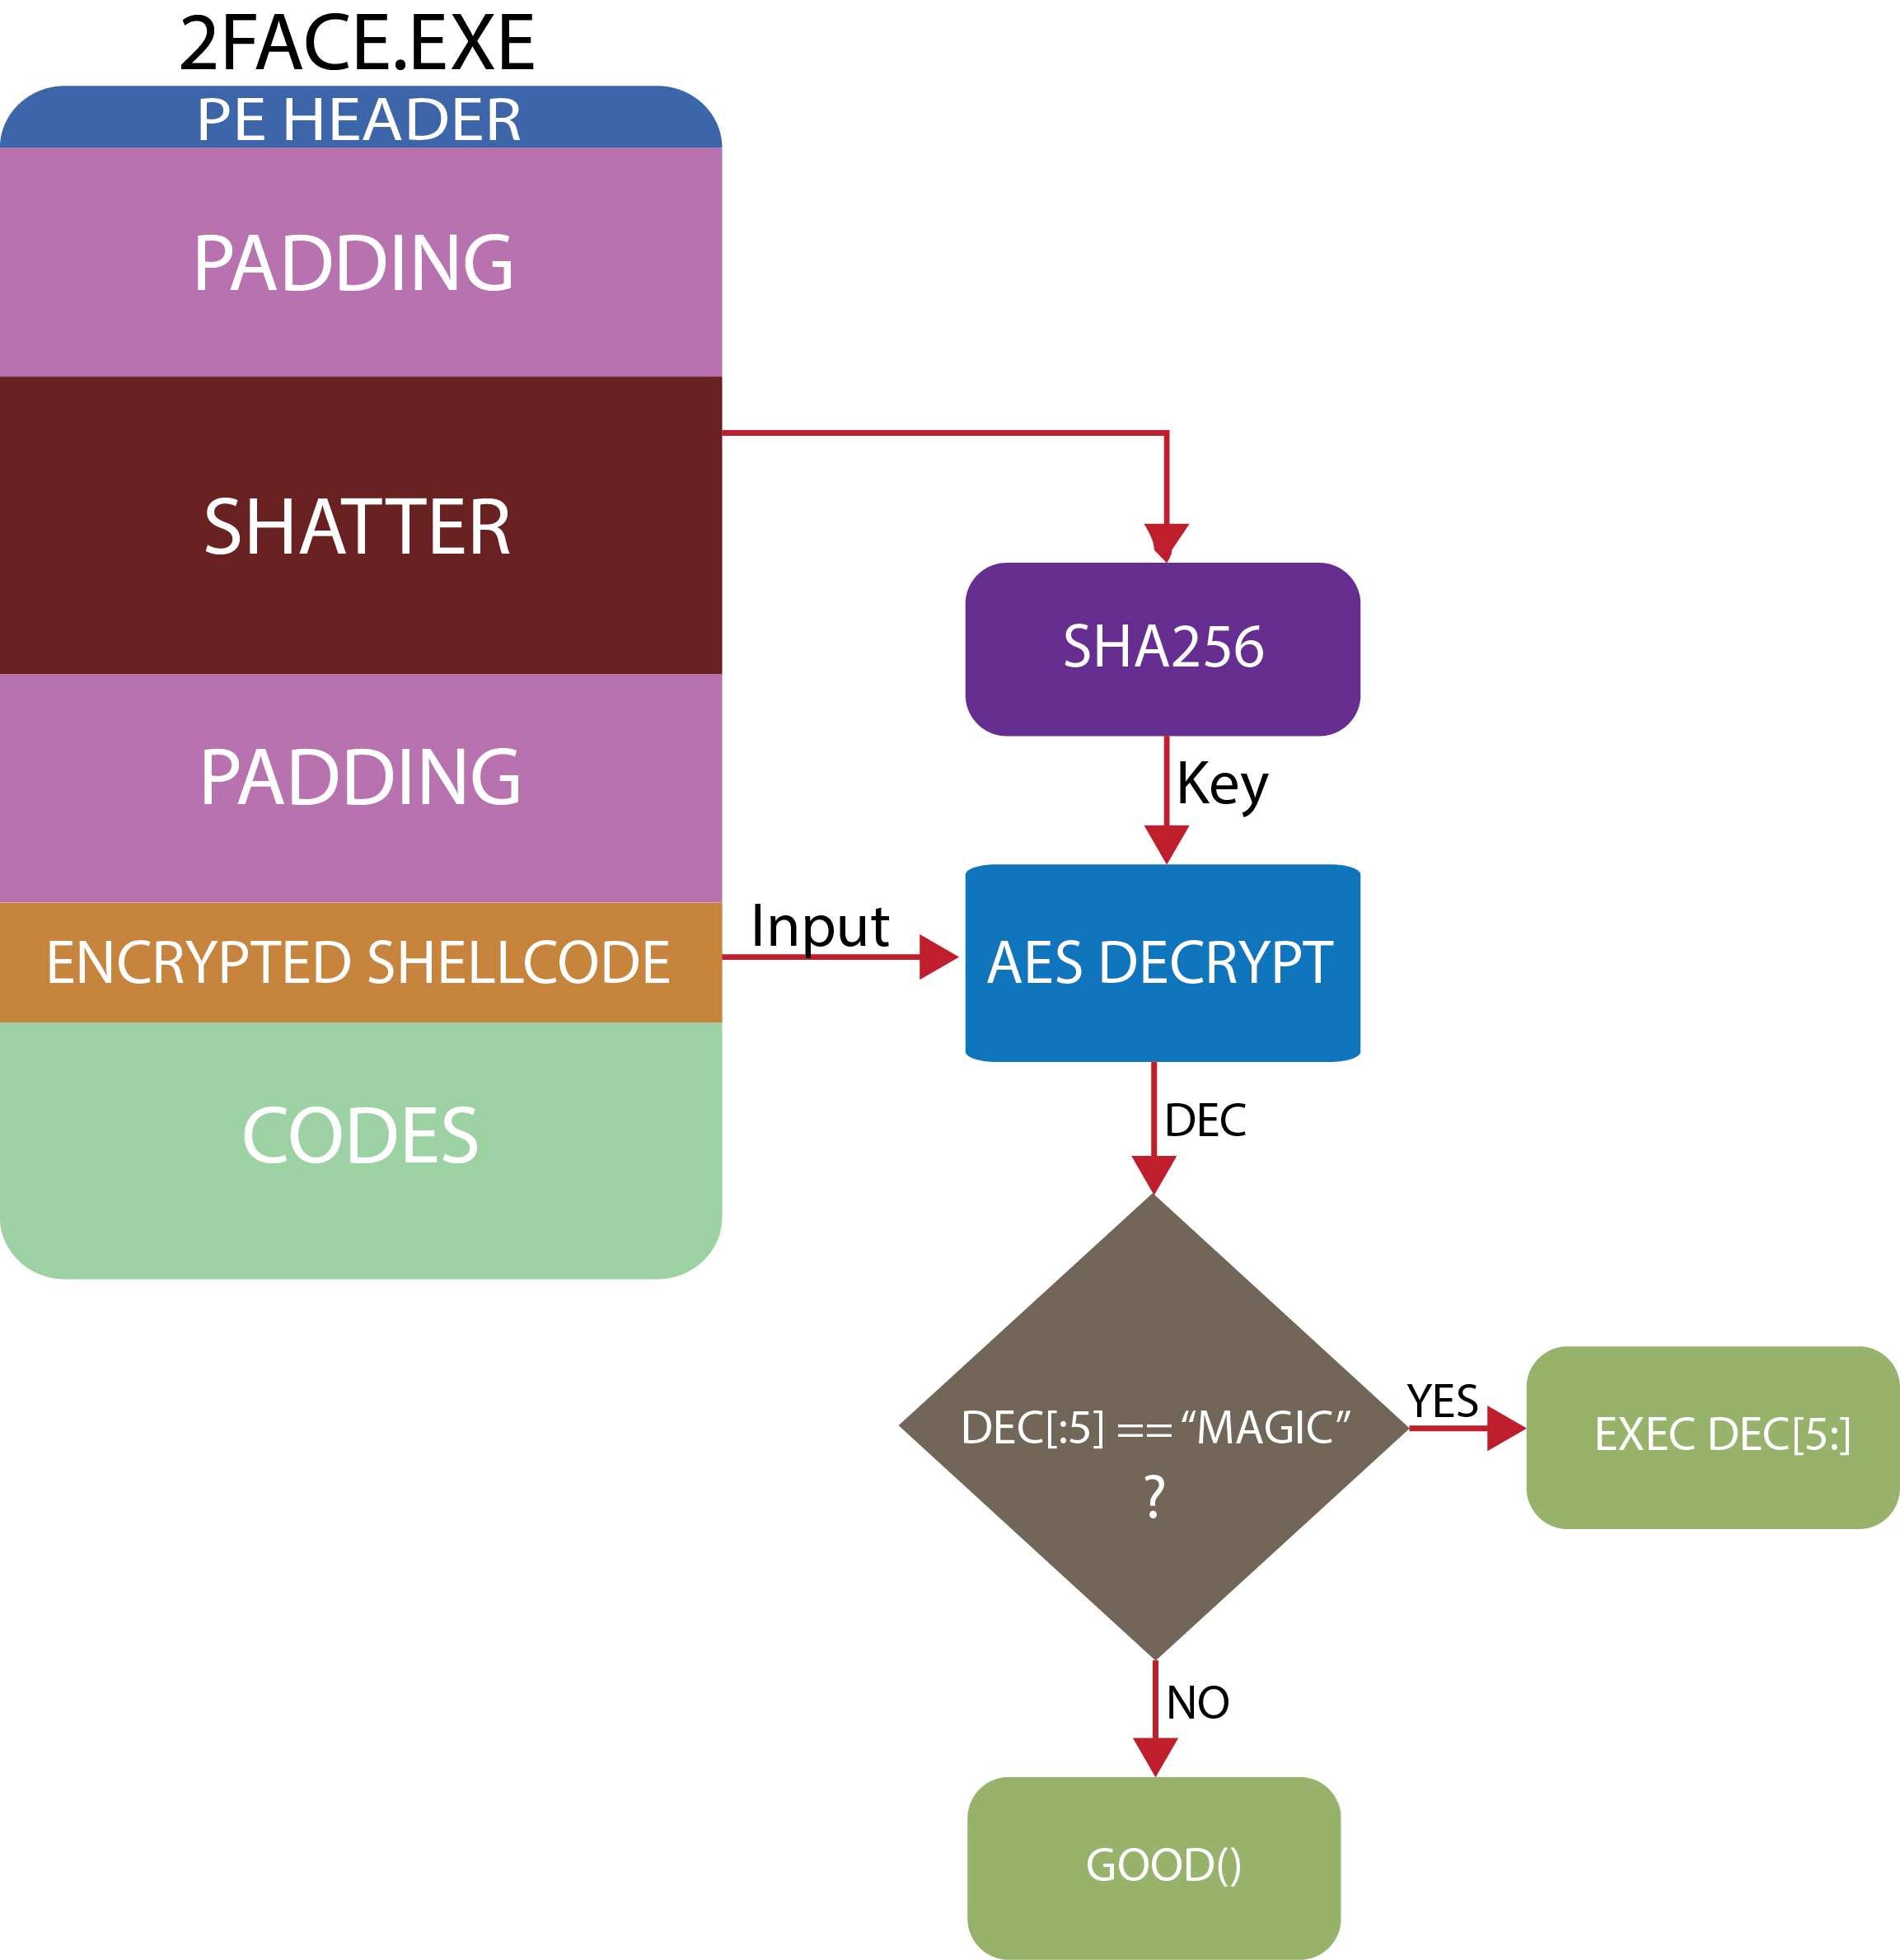 2FACE.EXE
PE HEADER
PADDING
SHATTER
SHA256
PADDING
Key
Input
ENCRYPTED SHELLCODE
AES DECRYPT
CODES
DEC
DEC[:5] == “MAGIC”
?
YES
EXEC DEC[5:]
NO
GOOD()